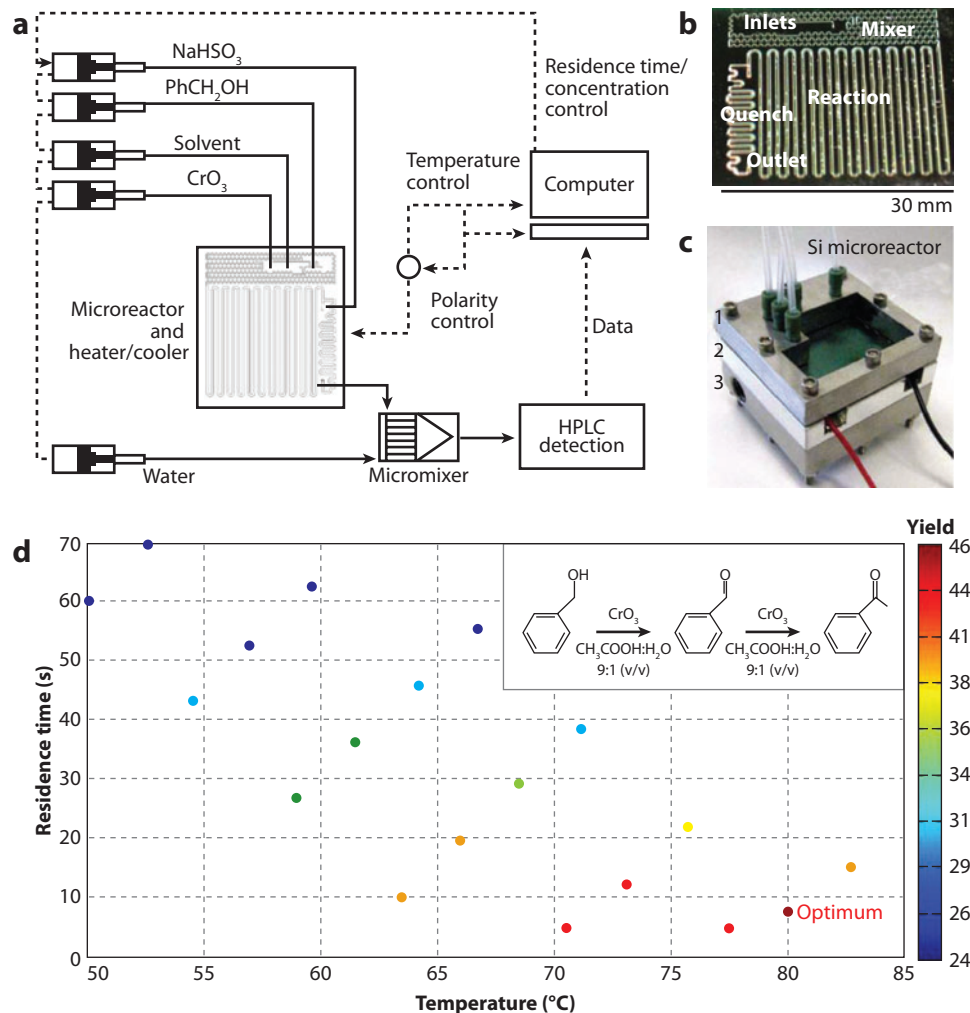 a
NaHSO₃
PhCH₂OH
Solvent
CrO₃
Residence time/
concentration
control
Temperature
control
Computer
Microreactor
and
heater/cooler
Polarity
control
Data
HPLC
detection
Water
Micromixer
b
Inlets
Mixer
Reaction
Quench
Outlet
30 mm
c
Si microreactor
1
2
3
d
Residence time (s)
70
60
50
40
30
20
10
0
50
55
60
65
70
75
80
85
Temperature (°C)
OH
CrO₃
CH₃COOH:H₂O
9:1 (v/v)
O
CrO₃
CH₃COOH:H₂O
9:1 (v/v)
O
Optimum
Yield
46
44
41
38
36
34
31
29
26
24